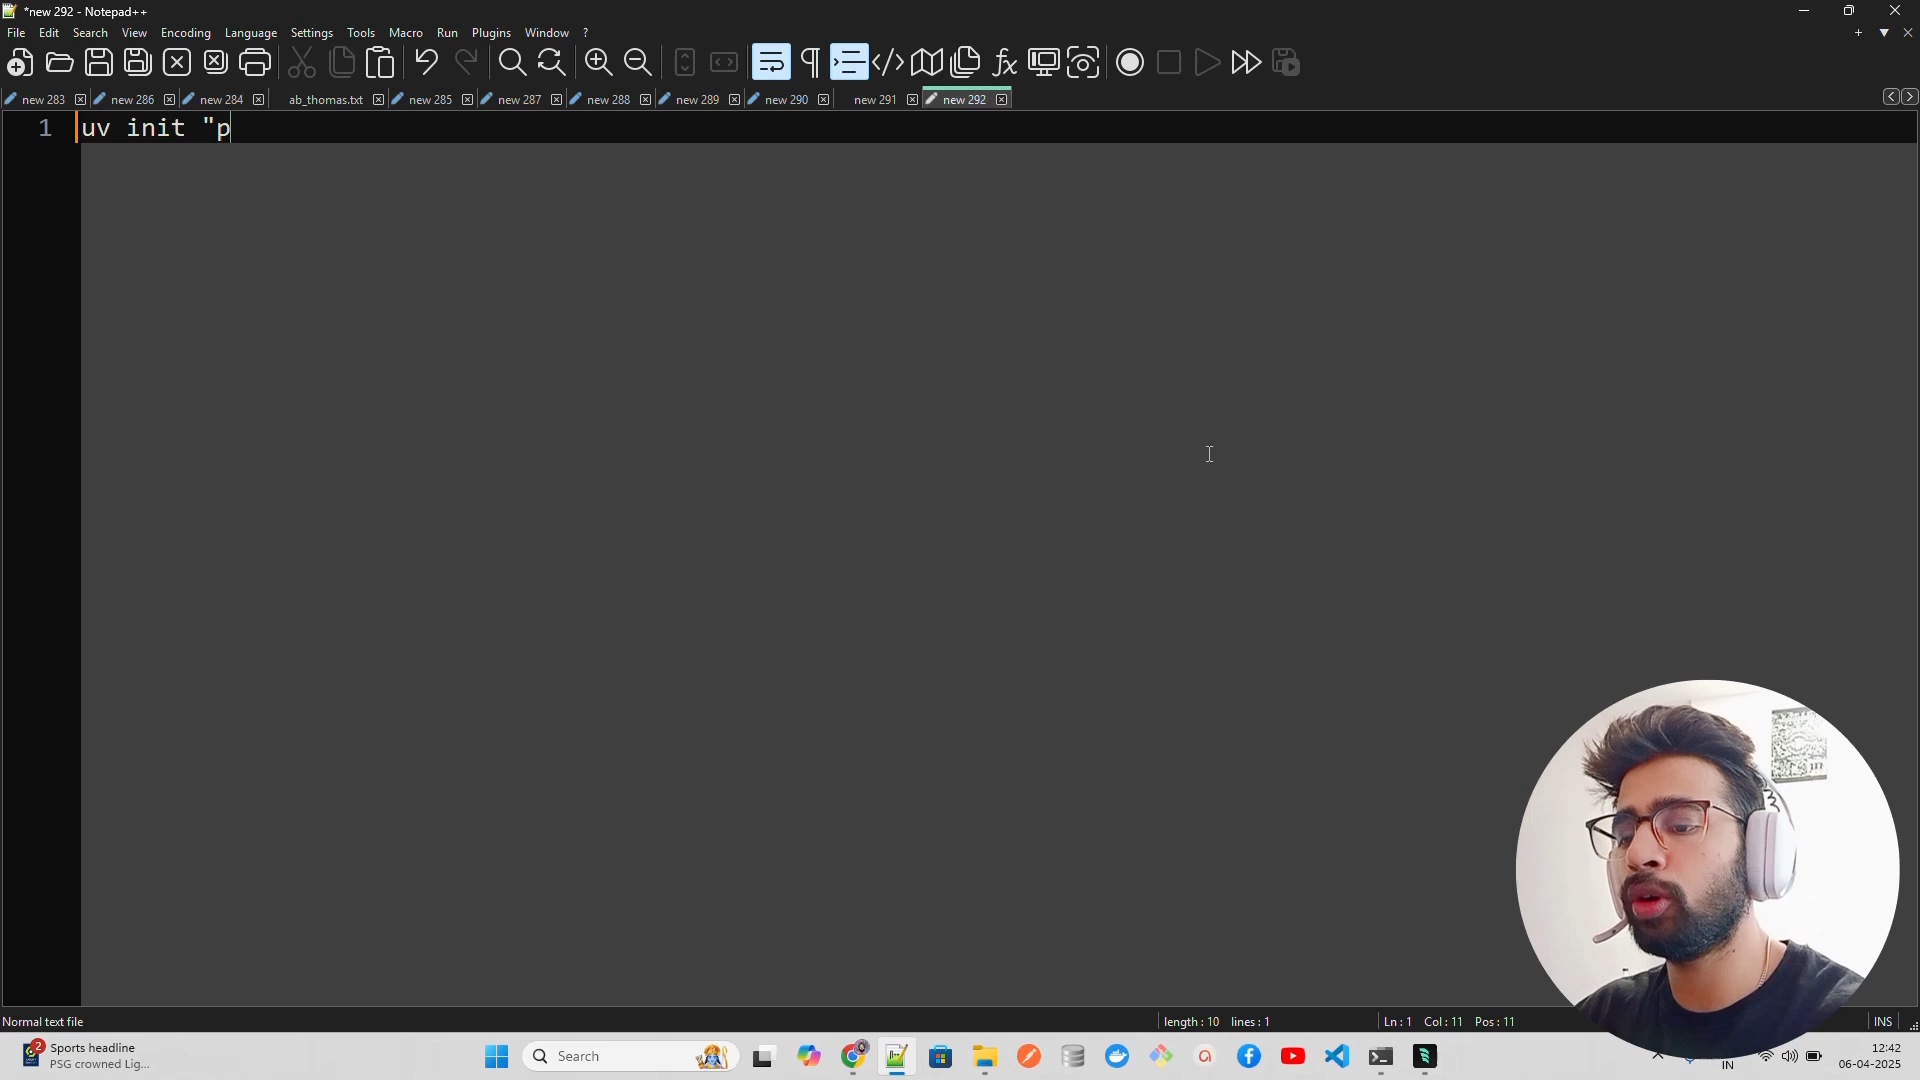 *new 292 - Notepad++
File Edit Search View Encoding Language Settings Tools Macro Run Plugins Window ?
new 283 new 286 new 284 ab_thomas.txt new 285 new 287 new 288 new 289 new 290 new 291 new 292
1 uv init "p
Normal text file length : 10 lines : 1 Ln : 1 Col : 11 Pos : 11 INS
2 Sports headline
PSG crowned Lig...
Search
IN
12:42
06-04-2025